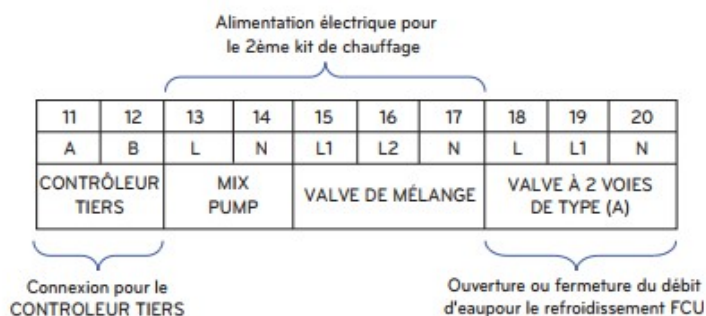 Alimentation électrique pour
le 2ème kit de chauffage
11 12 13 14 15 16 17 18 19 20
A B L N L1 L2 N L L1 N
CONTRÔLEUR
TIERS
MIX
PUMP
VALVE DE MÉLANGE
VALVE À 2 VOIES
DE TYPE (A)
Connexion pour le
CONTROLEUR TIERS
Ouverture ou fermeture du débit
d'eaupour le refroidissement FCU